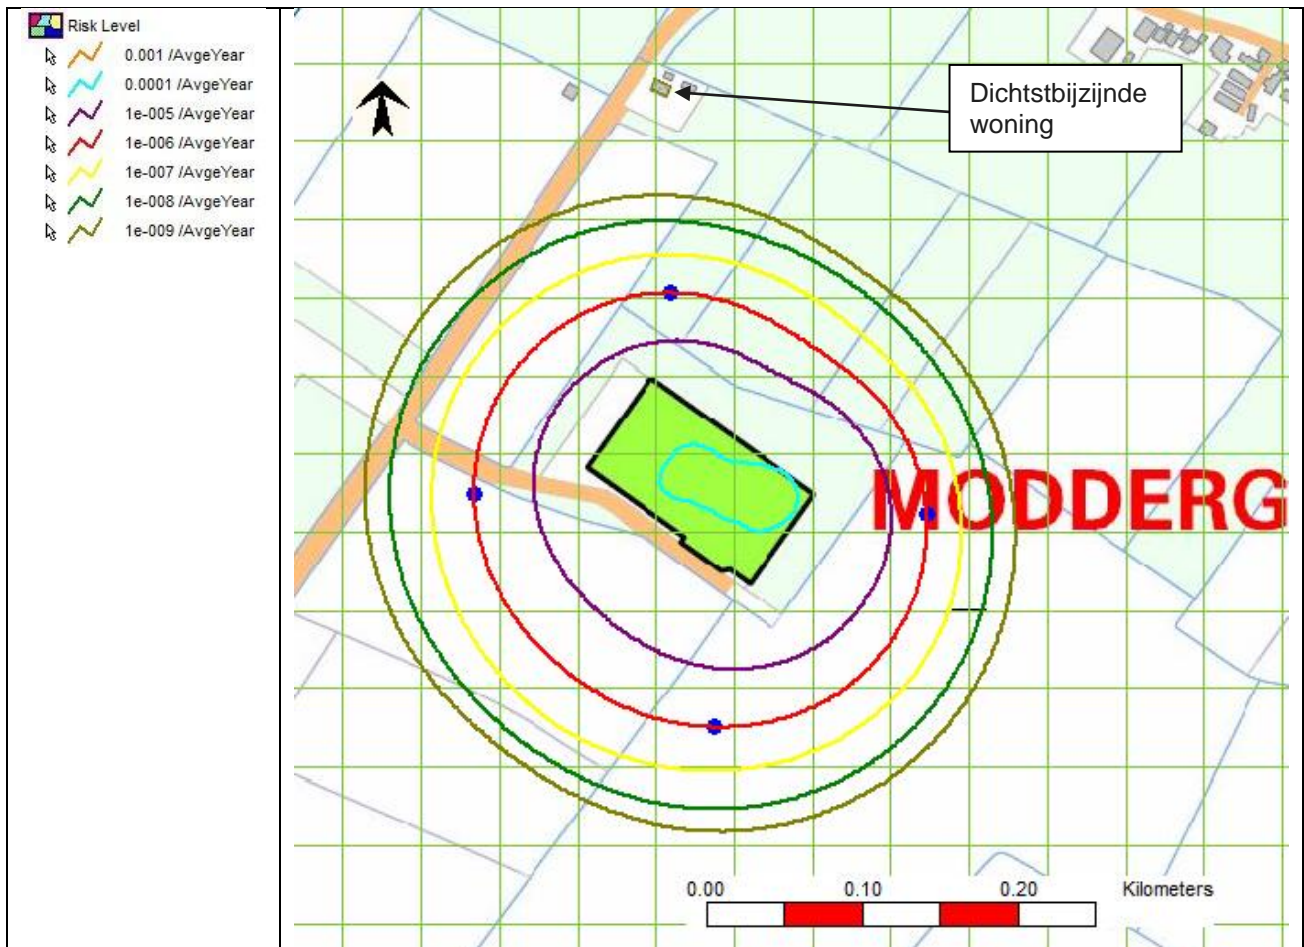 Risk Level
0.001 /AvgeYear
0.0001 /AvgeYear
1e-005 /AvgeYear
1e-006 /AvgeYear
1e-007 /AvgeYear
1e-008 /AvgeYear
1e-009 /AvgeYear
Dichtstbijzijnde
woning
MODDERG
0.00 0.10 0.20 Kilometers